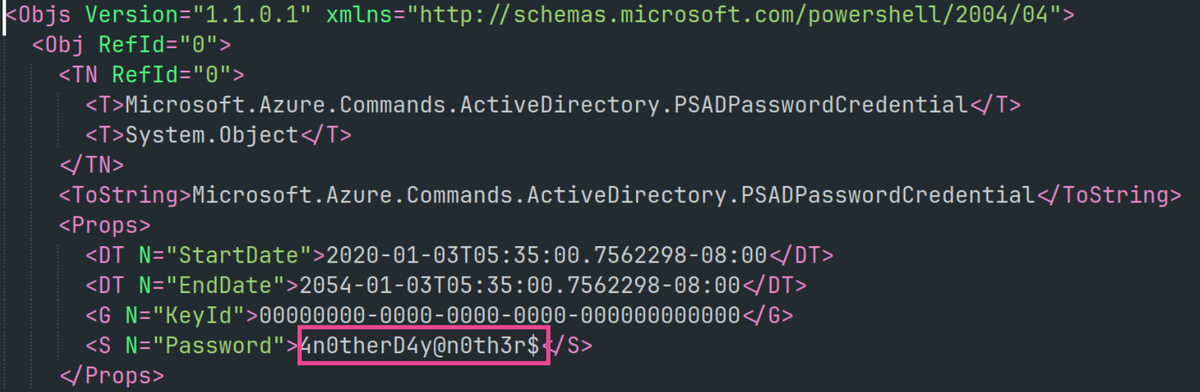 <Objs Version="1.1.0.1" xmlns="http://schemas.microsoft.com/powershell/2004/04">
<Obj RefId="0">
<TN RefId="0">
<T>Microsoft.Azure.Commands.ActiveDirectory.PSADPasswordCredential</T>
<T>System.Object</T>
</TN>
<ToString>Microsoft.Azure.Commands.ActiveDirectory.PSADPasswordCredential</ToString>
<Props>
<DT N="StartDate">2020-01-03T05:35:00.7562298-08:00</DT>
<DT N="EndDate">2054-01-03T05:35:00.7562298-08:00</DT>
<G N="KeyId">00000000-0000-0000-0000-000000000000</G>
<S N="Password">4n0therD4y@n0th3r$</S>
</Props>